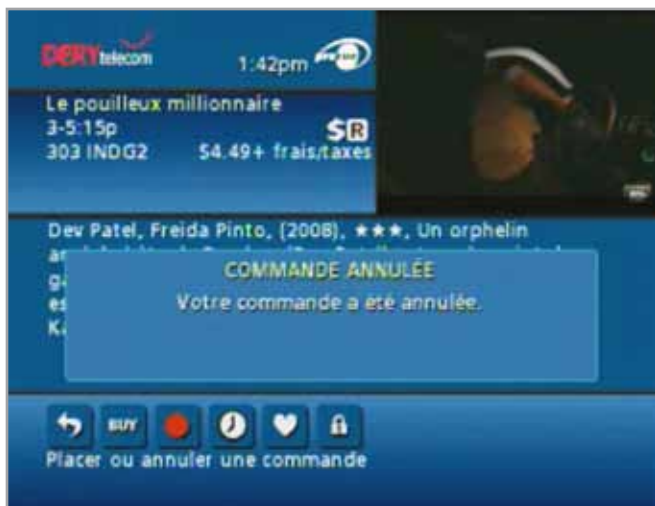 DERYtelecom
1:42pm
Le pouilleux millionnaire
3-5:15p
S R
303 INDG2 $4.49+ frais/taxes
Dev Patel, Freida Pinto, (2008), ★★★, Un orphelin
COMMANDE ANNULÉE
Votre commande a été annulée.
BUY
Placer ou annuler une commande